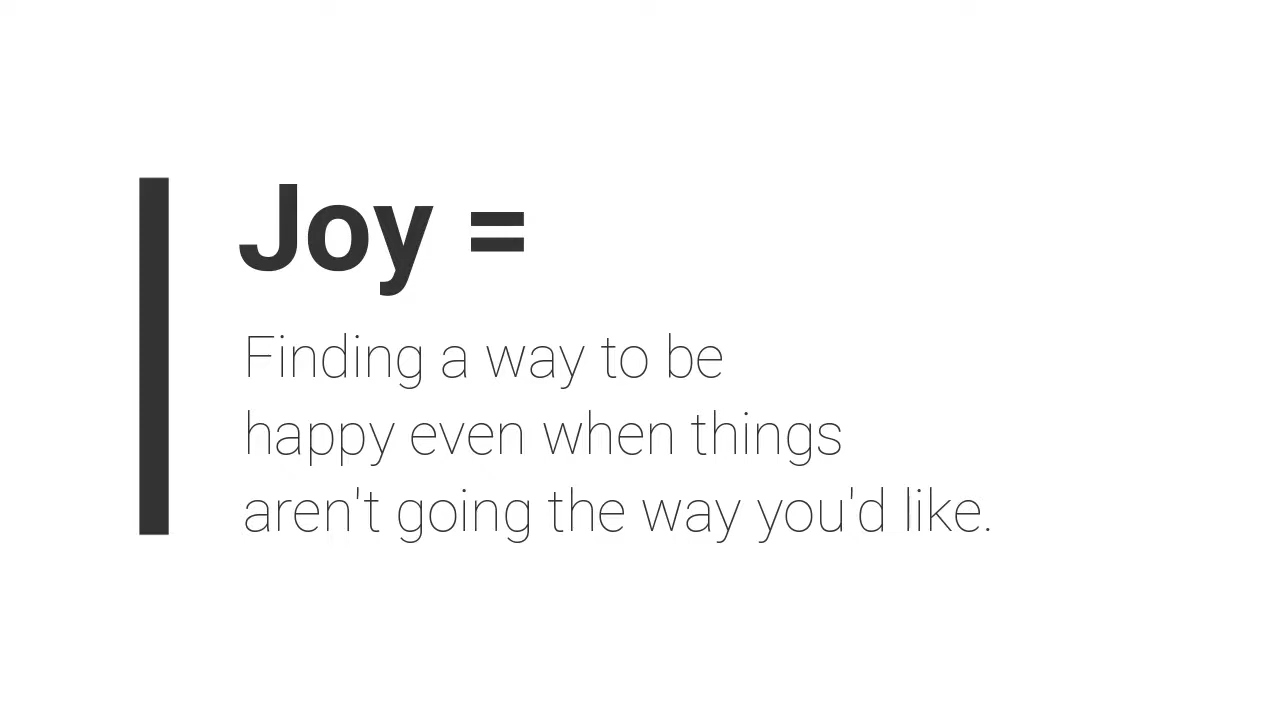 Joy =
Finding a way to be
happy even when things
aren't going the way you'd like.